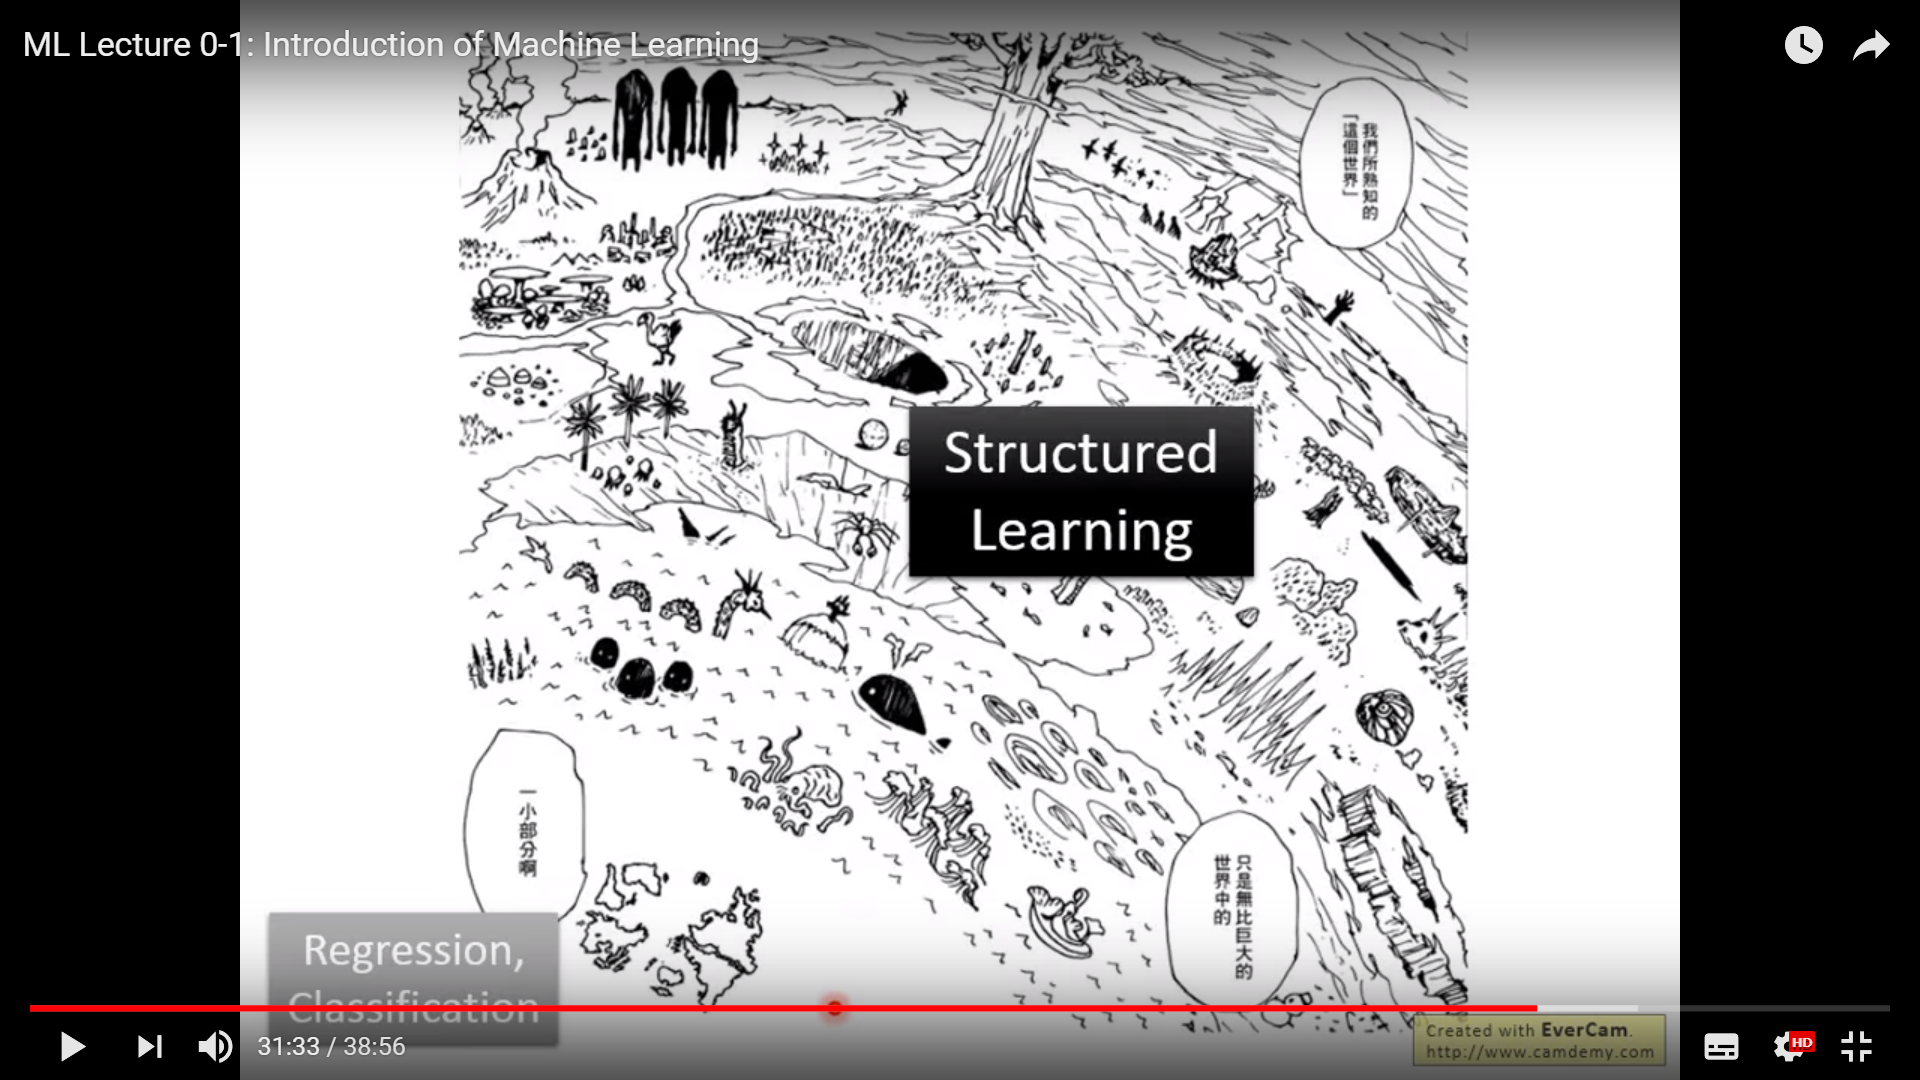 ML Lecture 0-1: Introduction of Machine Learning
我們所熟知的
「這個世界」
Structured
Learning
只是無比巨大的
世界中的
一小部分啊
Regression,
Classification
Created with EverCam.
http://www.camdemy.com
31:33 / 38:56
HD